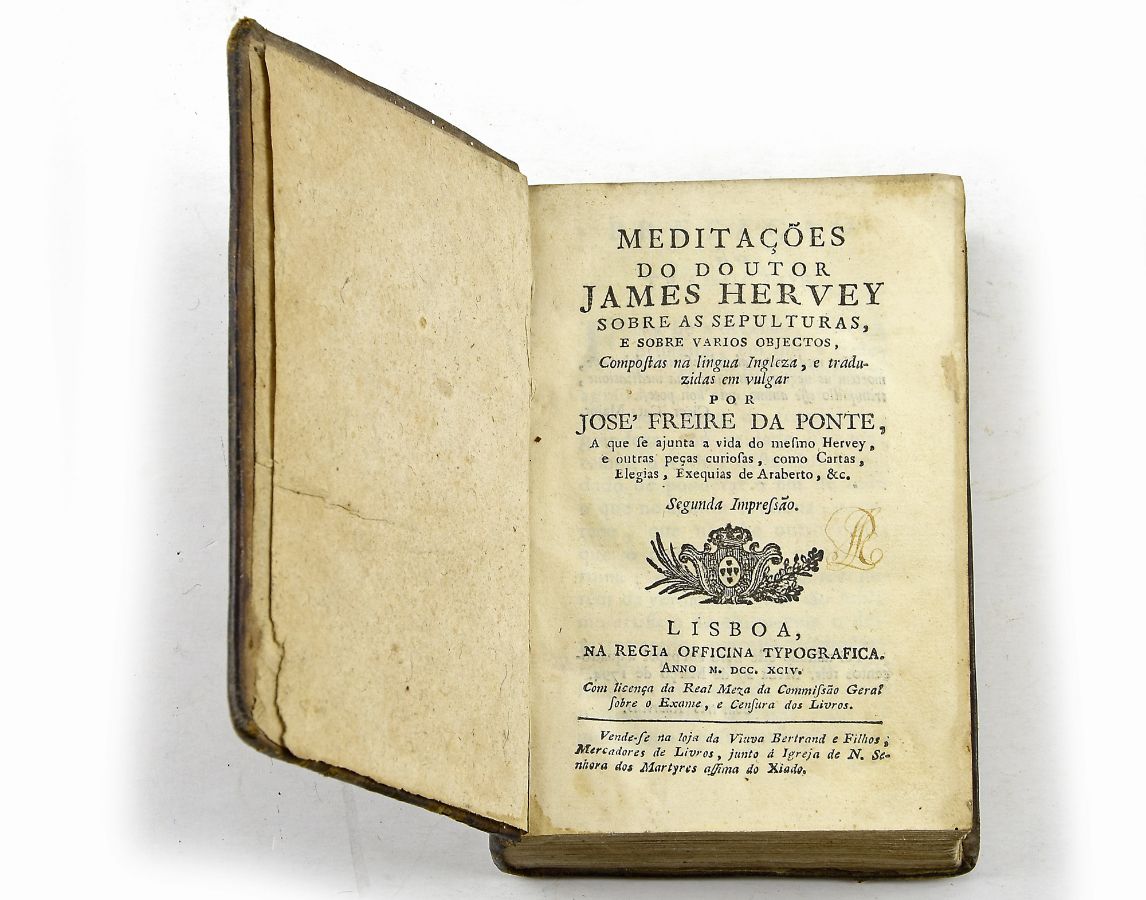 MEDITAÇÕES
DO DOUTOR
JAMES HERVEY
SOBRE AS SEPULTURAS,
E SOBRE VARIOS OBJECTOS,
Compoſtas na lingua Ingleza, e tradu-
zidas em vulgar
POR
JOSE' FREIRE DA PONTE,
A que ſe ajunta a vida do meſmo Hervey,
e outras peças curioſas, como Cartas,
Elegias, Exequias de Araberto, &c.
Segunda Impreſsão.
LISBOA,
NA REGIA OFFICINA TYPOGRAFICA.
ANNO M. DCC. XCIV.
Com licença da Real Meza da Commiſsão Geral
ſobre o Exame, e Cenſura dos Livros.
Vende-ſe na loja da Viuva Bertrand e Filhos,
Mercadores de Livros, junto á Igreja de N. Se-
nhora dos Martyres aſſima do Xiado.